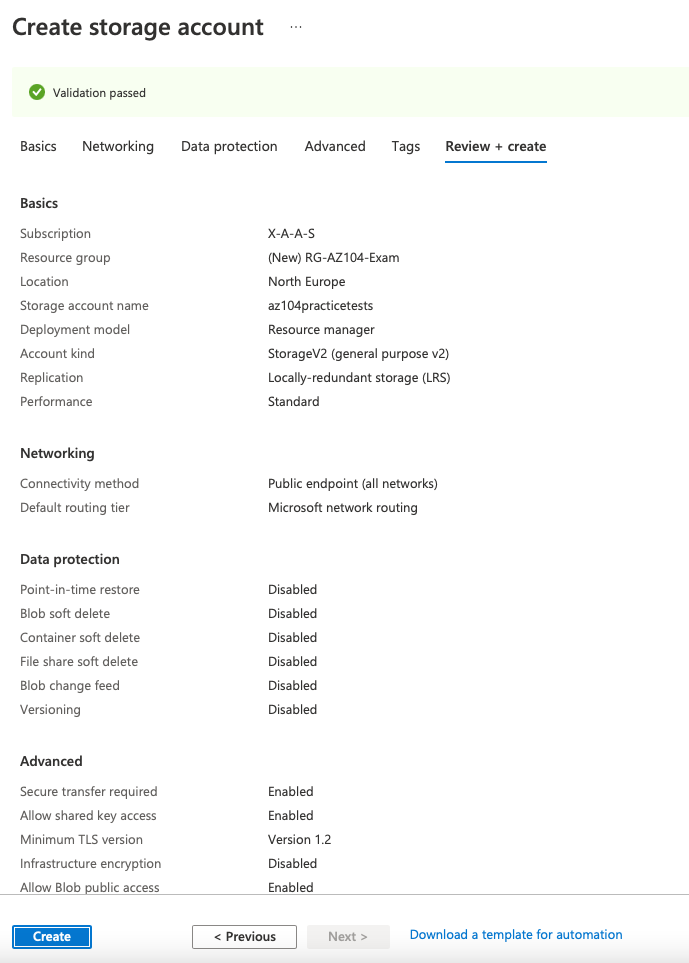 Create storage account ...
Validation passed
Basics Networking Data protection Advanced Tags Review + create
Basics
Subscription X-A-A-S
Resource group (New) RG-AZ104-Exam
Location North Europe
Storage account name az104practicetests
Deployment model Resource manager
Account kind StorageV2 (general purpose v2)
Replication Locally-redundant storage (LRS)
Performance Standard
Networking
Connectivity method Public endpoint (all networks)
Default routing tier Microsoft network routing
Data protection
Point-in-time restore Disabled
Blob soft delete Disabled
Container soft delete Disabled
File share soft delete Disabled
Blob change feed Disabled
Versioning Disabled
Advanced
Secure transfer required Enabled
Allow shared key access Enabled
Minimum TLS version Version 1.2
Infrastructure encryption Disabled
Allow Blob public access Enabled
Create < Previous Next > Download a template for automation